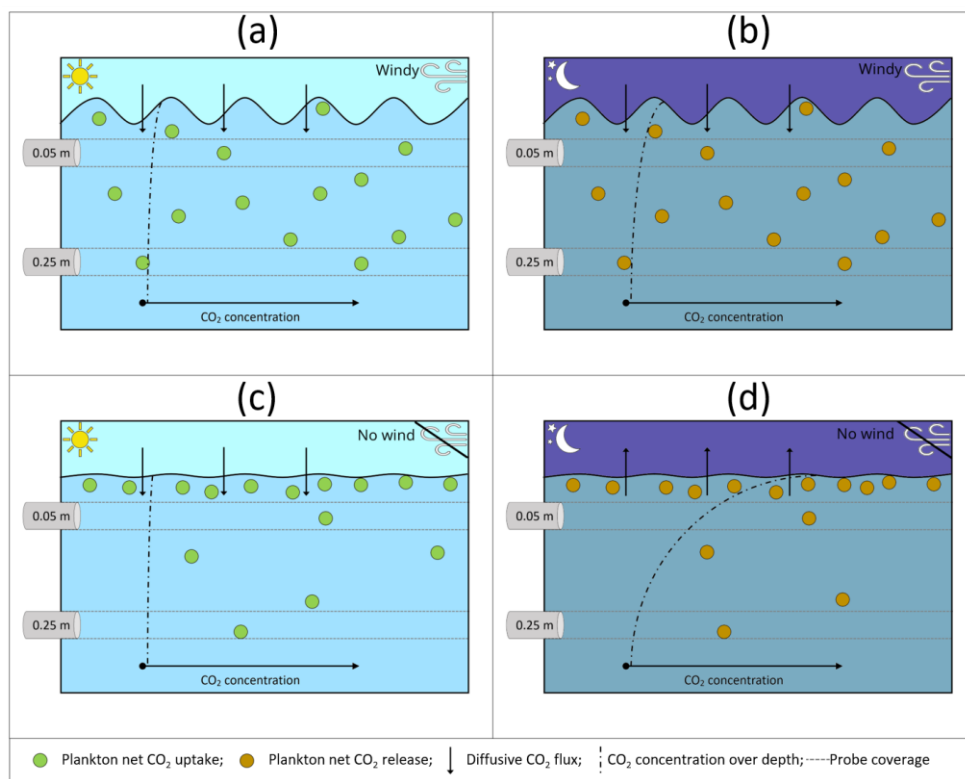 (a)
Windy
0.05 m
0.25 m
CO₂ concentration
(b)
Windy
0.05 m
0.25 m
CO₂ concentration
(c)
No wind
0.05 m
0.25 m
CO₂ concentration
(d)
No wind
0.05 m
0.25 m
CO₂ concentration
Plankton net CO₂ uptake; Plankton net CO₂ release; Diffusive CO₂ flux; CO₂ concentration over depth; Probe coverage